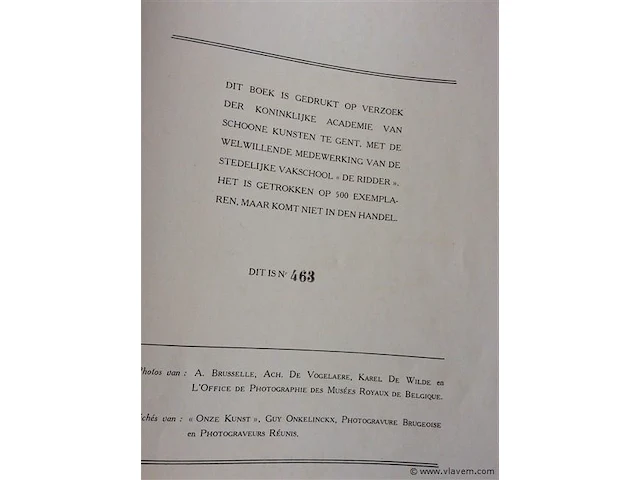 DIT BOEK IS GEDRUKT OP VERZOEK
DER KONINKLIJKE ACADEMIE VAN
SCHOONE KUNSTEN TE GENT, MET DE
WELWILLENDE MEDEWERKING VAN DE
STEDELIJKE VAKSCHOOL « DE RIDDER ».
HET IS GETROKKEN OP 500 EXEMPLA-
REN, MAAR KOMT NIET IN DEN HANDEL.
DIT IS Nr 463
Photos van : A. BRUSSELLE, ACH. DE VOGELAERE, KAREL DE WILDE en
L'OFFICE DE PHOTOGRAPHIE DES MUSÉES ROYAUX DE BELGIQUE.
ichés van : « ONZE KUNST », GUY ONKELINCKX, PHOTOGRAVURE BRUGEOISE
en PHOTOGRAVEURS RÉUNIS.
© www.vlavem.com